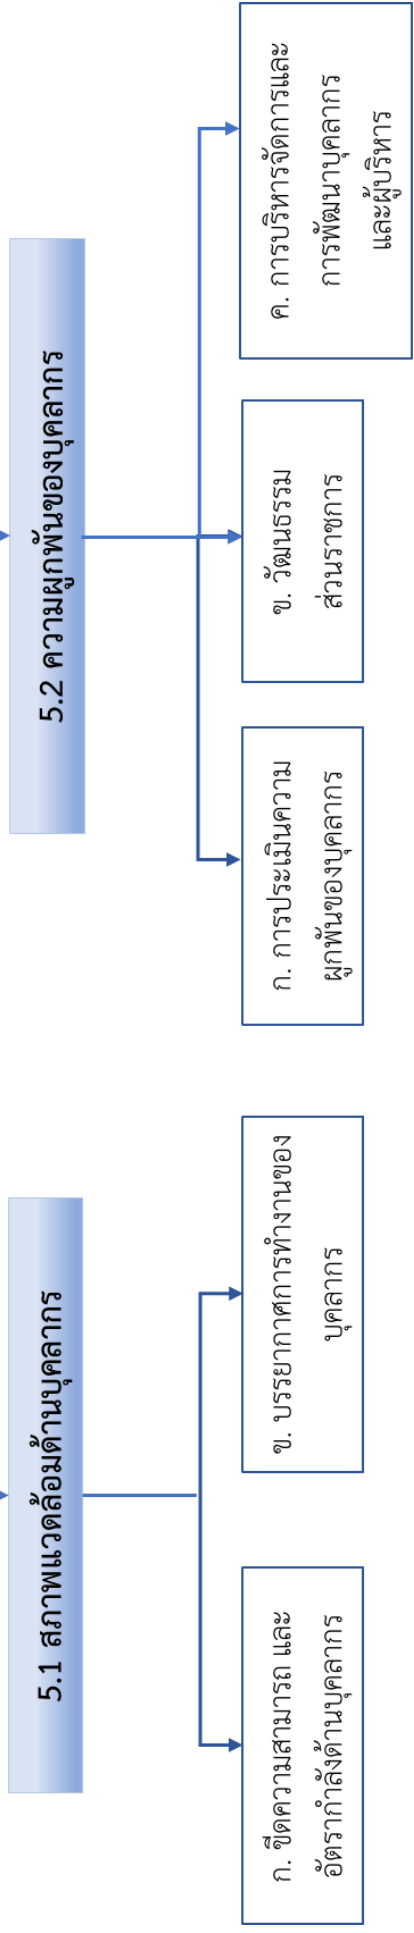 5.1 สภาพแวดล้อมด้านบุคลากร
ก. ขีดความสามารถ และ
อัตรากำลังด้านบุคลากร
ข. บรรยากาศการทำงานของ
บุคลากร
5.2 ความผูกพันของบุคลากร
ก. การประเมินความ
ผูกพันของบุคลากร
ข. วัฒนธรรม
ส่วนราชการ
ค. การบริหารจัดการและ
การพัฒนาบุคลากร
และผู้บริหาร